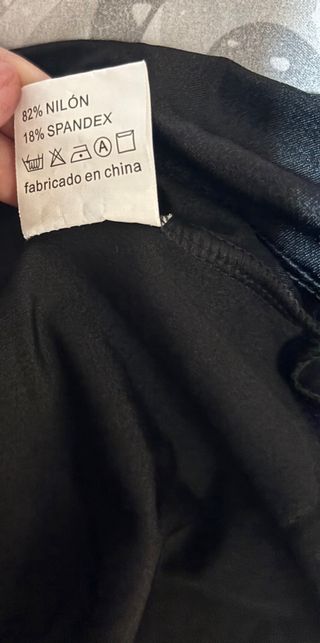 82% NILÓN
18% SPANDEX
A
fabricado en china